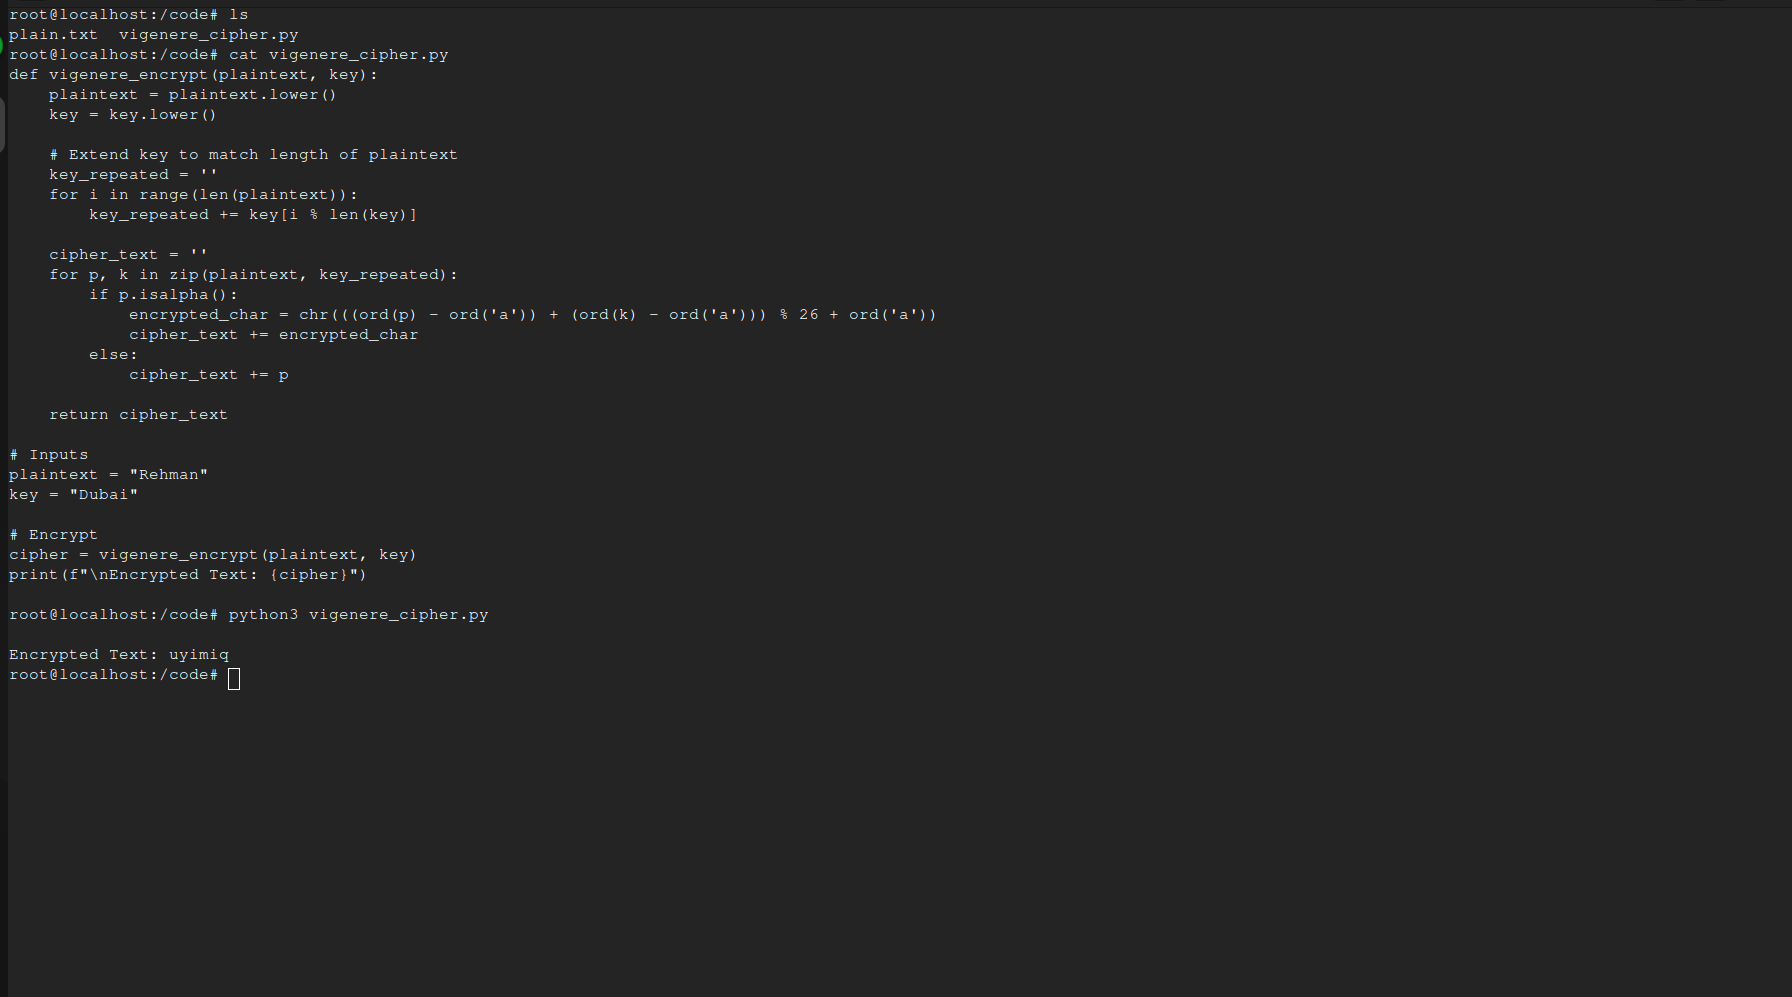 root@localhost:/code# ls
plain.txt  vigenere_cipher.py
root@localhost:/code# cat vigenere_cipher.py
def vigenere_encrypt(plaintext, key):
    plaintext = plaintext.lower()
    key = key.lower()

    # Extend key to match length of plaintext
    key_repeated = ''
    for i in range(len(plaintext)):
        key_repeated += key[i % len(key)]

    cipher_text = ''
    for p, k in zip(plaintext, key_repeated):
        if p.isalpha():
            encrypted_char = chr(((ord(p) - ord('a')) + (ord(k) - ord('a'))) % 26 + ord('a'))
            cipher_text += encrypted_char
        else:
            cipher_text += p

    return cipher_text

# Inputs
plaintext = "Rehman"
key = "Dubai"

# Encrypt
cipher = vigenere_encrypt(plaintext, key)
print(f"\nEncrypted Text: {cipher}")

root@localhost:/code# python3 vigenere_cipher.py

Encrypted Text: uyimiq
root@localhost:/code#